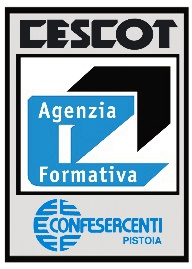 CESCOT
Agenzia
Formativa
CONFESERCENTI
PISTOIA